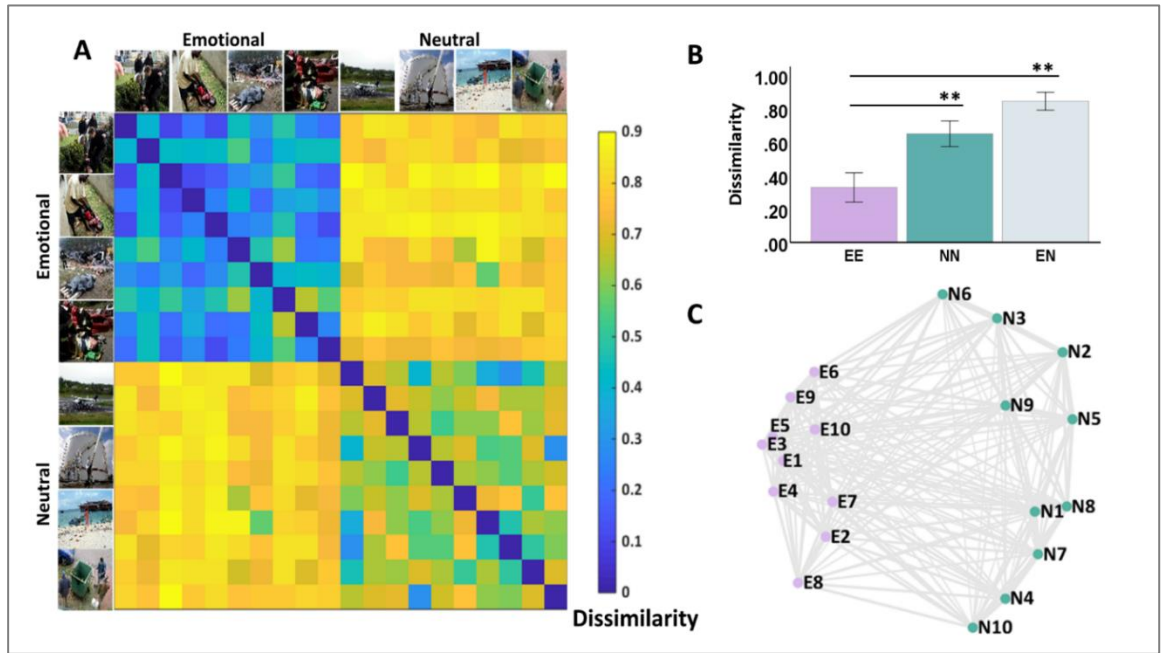 A
Emotional Neutral
Emotional
Neutral
0.9
0.8
0.7
0.6
0.5
0.4
0.3
0.2
0.1
0
Dissimilarity
B
Dissimilarity
1.00
.80
.60
.40
.20
.00
**
**
EE NN EN
C
N6
N3
N2
E6
E9
N9
N5
E5
E10
E3
E1
E4
E7
N8
N1
E2
N7
E8
N4
N10